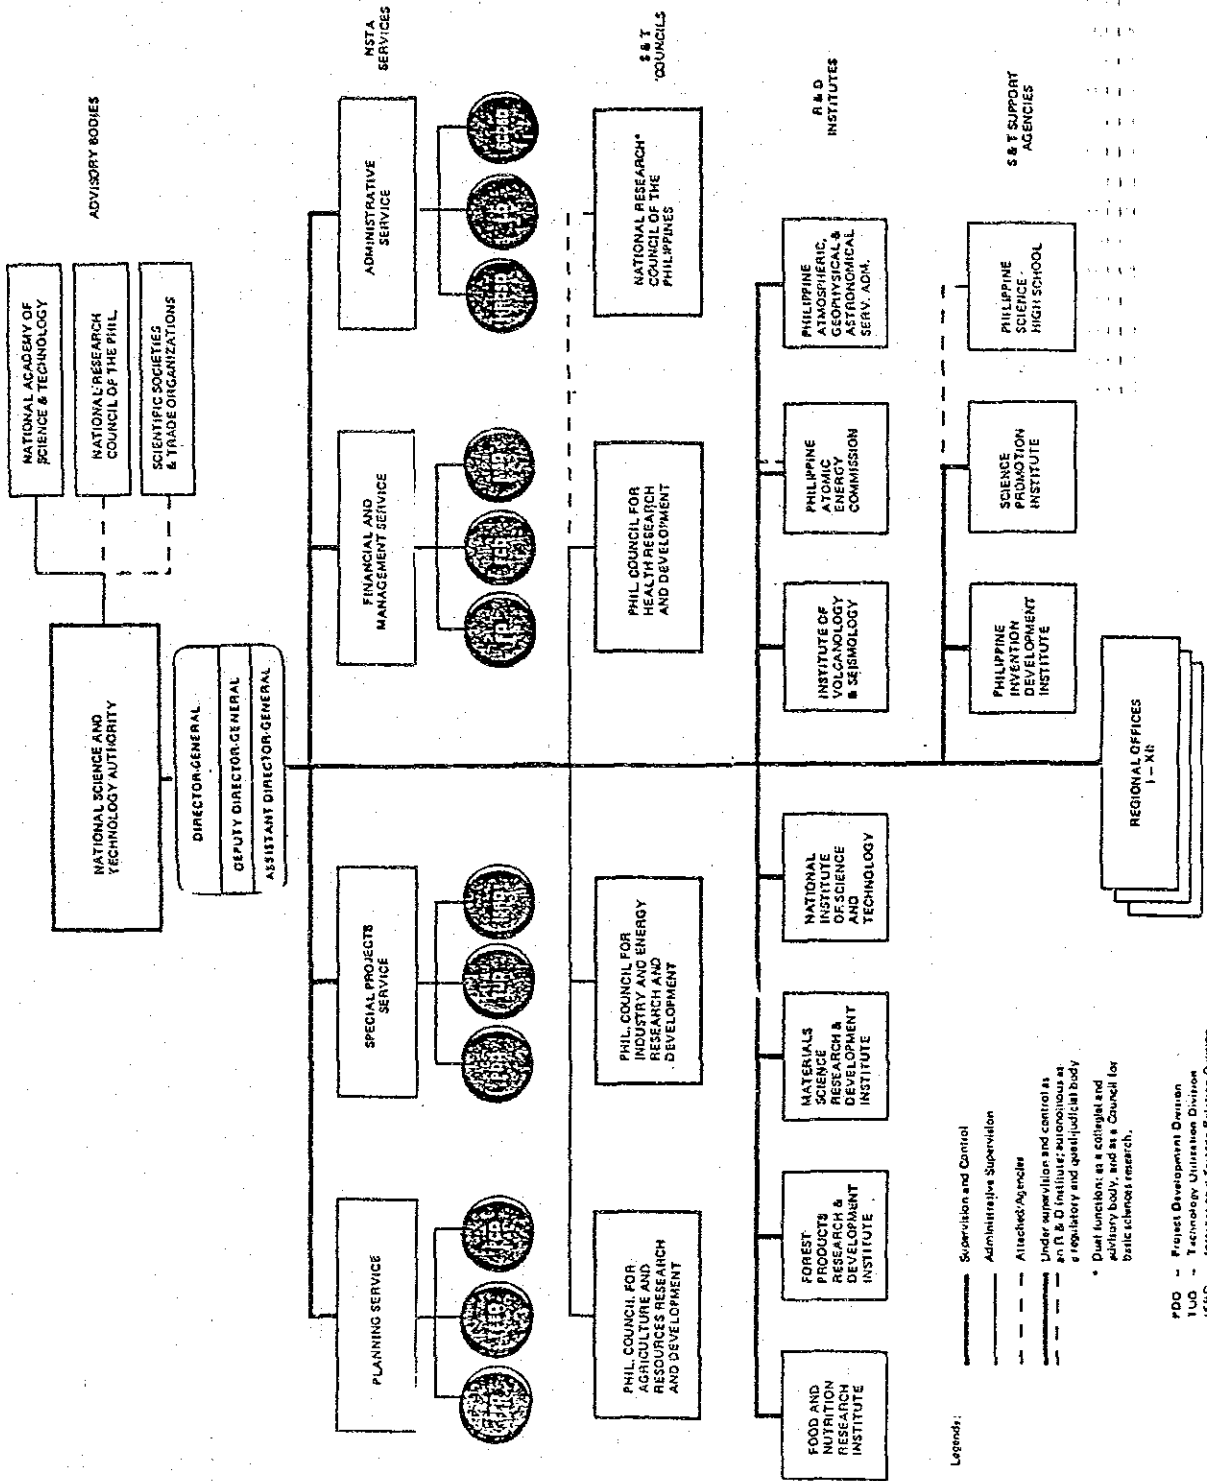 NATIONAL SCIENCE AND
TECHNOLOGY AUTHORITY
DIRECTOR-GENERAL
DEPUTY DIRECTOR-GENERAL
ASSISTANT DIRECTOR-GENERAL
NATIONAL ACADEMY OF
SCIENCE & TECHNOLOGY
NATIONAL RESEARCH
COUNCIL OF THE PHIL.
SCIENTIFIC SOCIETIES
& TRADE ORGANIZATIONS
ADVISORY BODIES
PLANNING SERVICE
SPECIAL PROJECTS
SERVICE
FINANCIAL AND
MANAGEMENT SERVICE
ADMINISTRATIVE
SERVICE
NSTA
SERVICES
PHIL. COUNCIL FOR
AGRICULTURE AND
RESOURCES RESEARCH
AND DEVELOPMENT
PHIL. COUNCIL FOR
INDUSTRY AND ENERGY
RESEARCH AND
DEVELOPMENT
PHIL. COUNCIL FOR
HEALTH RESEARCH
AND DEVELOPMENT
NATIONAL RESEARCH*
COUNCIL OF THE
PHILIPPINES
S & T
COUNCILS
FOOD AND
NUTRITION
RESEARCH
INSTITUTE
FOREST
PRODUCTS
RESEARCH &
DEVELOPMENT
INSTITUTE
MATERIALS
SCIENCE
RESEARCH &
DEVELOPMENT
INSTITUTE
NATIONAL
INSTITUTE
OF SCIENCE
AND
TECHNOLOGY
INSTITUTE OF
VOLCANOLOGY
& SEISMOLOGY
PHILIPPINE
ATOMIC
ENERGY
COMMISSION
PHILIPPINE
ATMOSPHERIC,
GEOPHYSICAL &
ASTRONOMICAL
SERV. ADM.
R & D
INSTITUTES
PHILIPPINE
INVENTION
DEVELOPMENT
INSTITUTE
SCIENCE
PROMOTION
INSTITUTE
PHILIPPINE
SCIENCE
HIGH SCHOOL
S & T SUPPORT
AGENCIES
REGIONAL OFFICES
I – XII
Legends:
Supervision and Control
Administrative Supervision
Attached Agencies
Under supervision and control as
an R & D institute; autonomous as
a regulatory and quasi-judicial body
* Dual functions: as a collegial and
advisory body, and as a Council for
basic sciences research.
PDD – Project Development Division
TUD – Technology Utilization Division